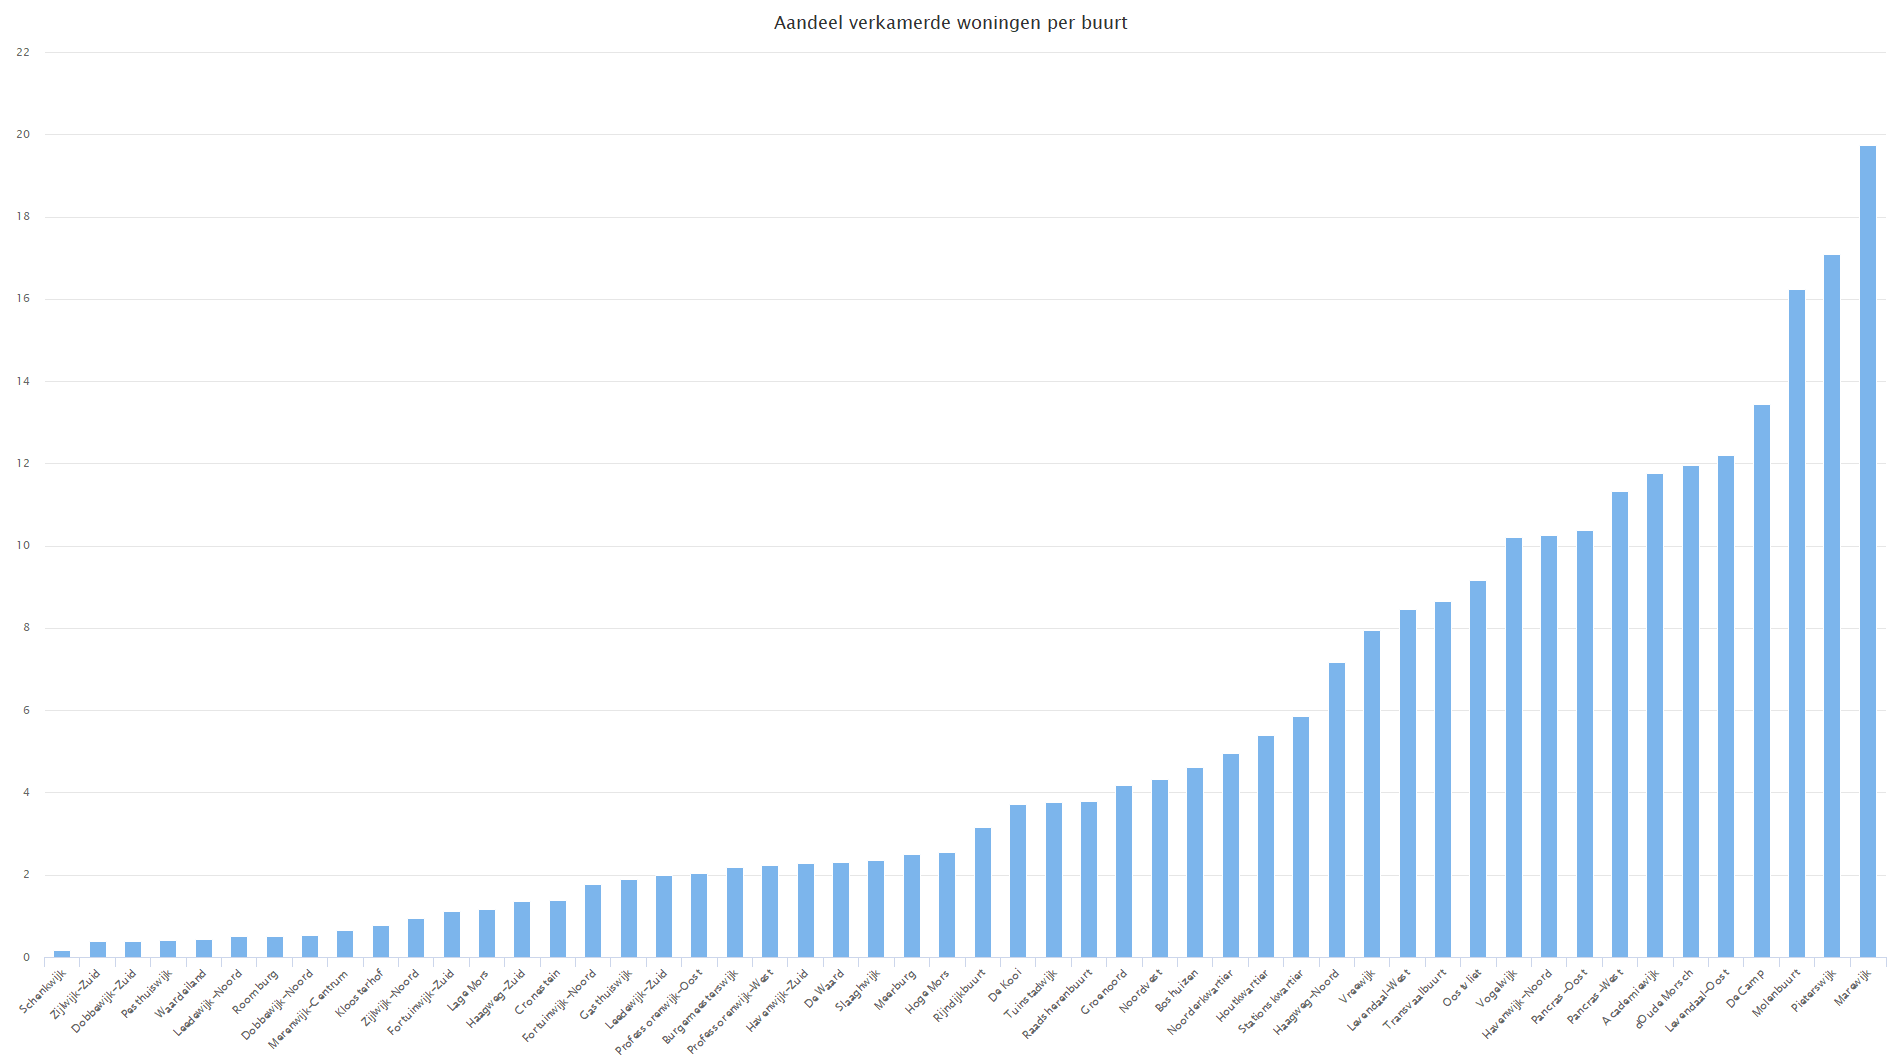 Aandeel verkamerde woningen per buurt
22
20
18
16
14
12
10
8
6
4
2
0
Schenkwijk
Zijlwijk-Zuid
Dobbewijk-Zuid
Pesthuiswijk
Waardeiland
Leedewijk-Noord
Roomburg
Dobbewijk-Noord
Merenwijk-Centrum
Kloosterhof
Zijlwijk-Noord
Fortuinwijk-Zuid
Lage Mors
Haagweg-Zuid
Cronestein
Fortuinwijk-Noord
Gasthuiswijk
Leedewijk-Zuid
Professorenwijk-Oost
Burgemeesterswijk
Professorenwijk-West
Havenwijk-Zuid
De Waard
Slaaghwijk
Meerburg
Hoge Mors
Rijndijkbuurt
De Kooi
Tuinstadwijk
Raadsherenbuurt
Groenoord
Noordvest
Boshuizen
Noorderkwartier
Houtkwartier
Stationskwartier
Haagweg-Noord
Vreewijk
Levendaal-West
Transvaalbuurt
Oostvliet
Vogelwijk
Havenwijk-Noord
Pancras-Oost
Pancras-West
Academiewijk
dOude Morsch
Levendaal-Oost
De Camp
Molenbuurt
Pieterswijk
Marewijk